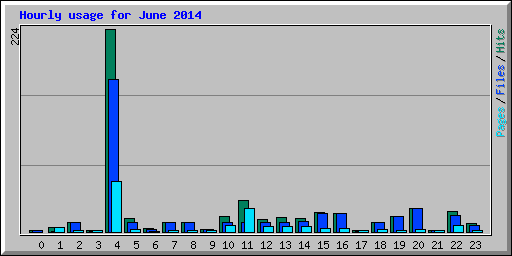 Hourly usage for June 2014
224
Pages/Files/Hits
0 1 2 3 4 5 6 7 8 9 10 11 12 13 14 15 16 17 18 19 20 21 22 23